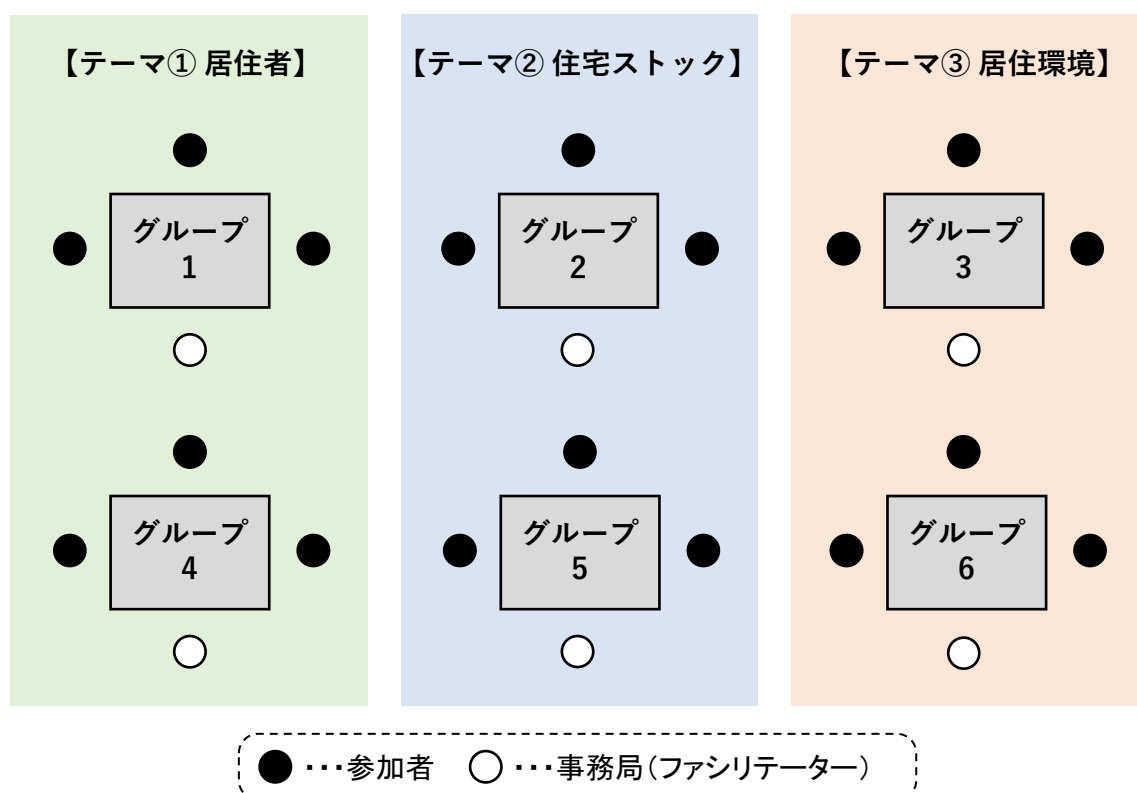 【テーマ① 居住者】
グループ
1
グループ
4
【テーマ② 住宅ストック】
グループ
2
グループ
5
【テーマ③ 居住環境】
グループ
3
グループ
6
●･･･参加者 ○･･･事務局（ファシリテーター）